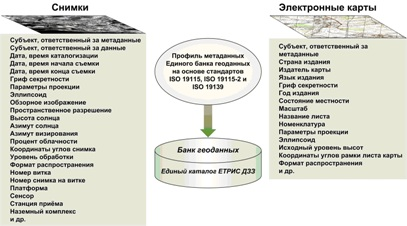 Снимки
Субъект, ответственный за метаданные
Субъект, ответственный за данные
Дата, время каталогизации
Дата, время начала съемки
Дата, время конца съемки
Гриф секретности
Параметры проекции
Эллипсоид
Обзорное изображение
Пространственное разрешение
Высота солнца
Азимут солнца
Азимут визирования
Процент облачности
Координаты углов снимка
Уровень обработки
Формат распространения
Номер витка
Номер снимка на витке
Платформа
Сенсор
Станция приёма
Наземный комплекс
и др.
Профиль метаданных
Единого банка геоданных
на основе стандартов
ISO 19115, ISO 19115-2 и
ISO 19139
Банк геоданных
Единый каталог ЕТРИС ДЗЗ
Электронные карты
Субъект, ответственный за
метаданные
Страна издания
Издатель карты
Язык издания
Гриф секретности
Год издания
Состояние местности
Масштаб
Название листа
Номенклатура
Параметры проекции
Эллипсоид
Исходный уровень высот
Координаты углов рамки листа карты
Формат распространения
и др.